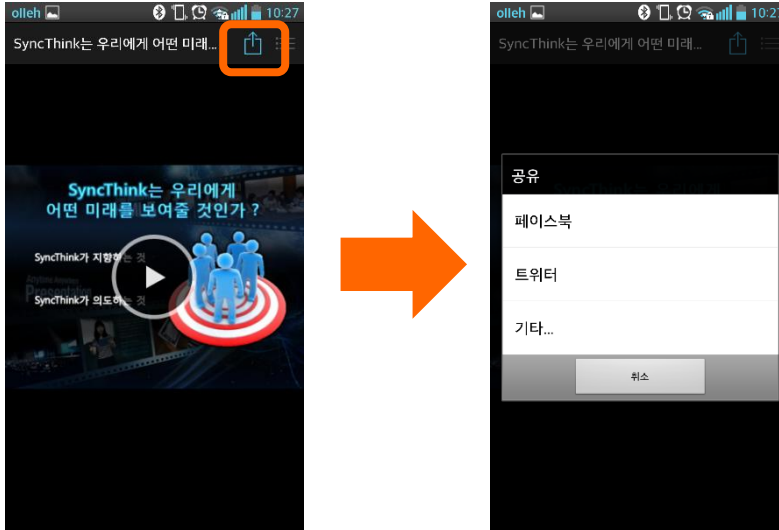 olleh 10:27
SyncThink는 우리에게 어떤 미래...
SyncThink는 우리에게
어떤 미래를 보여줄 것인가 ?
SyncThink가 지향하는 것
Presentation
SyncThink가 의도하는 것
olleh 10:2
SyncThink는 우리에게 어떤 미래...
공유
페이스북
트위터
기타...
취소